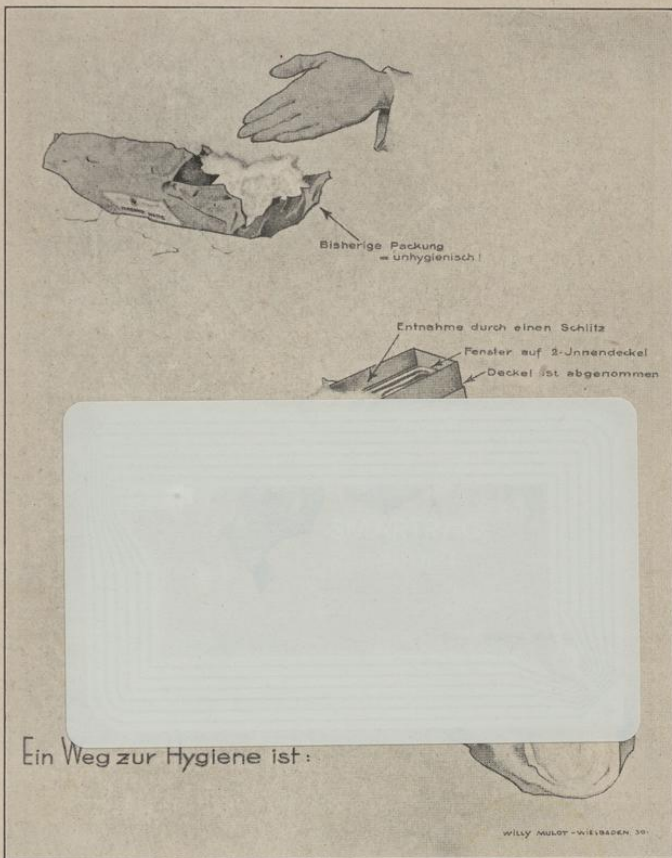 Bisherige Packung
= unhygienisch!
Entnahme durch einen Schlitz
Fenster auf 2-Jnnendeckel
Deckel ist abgenommen
Ein Weg zur Hygiene ist:
WILLY MULOT - WIESBADEN